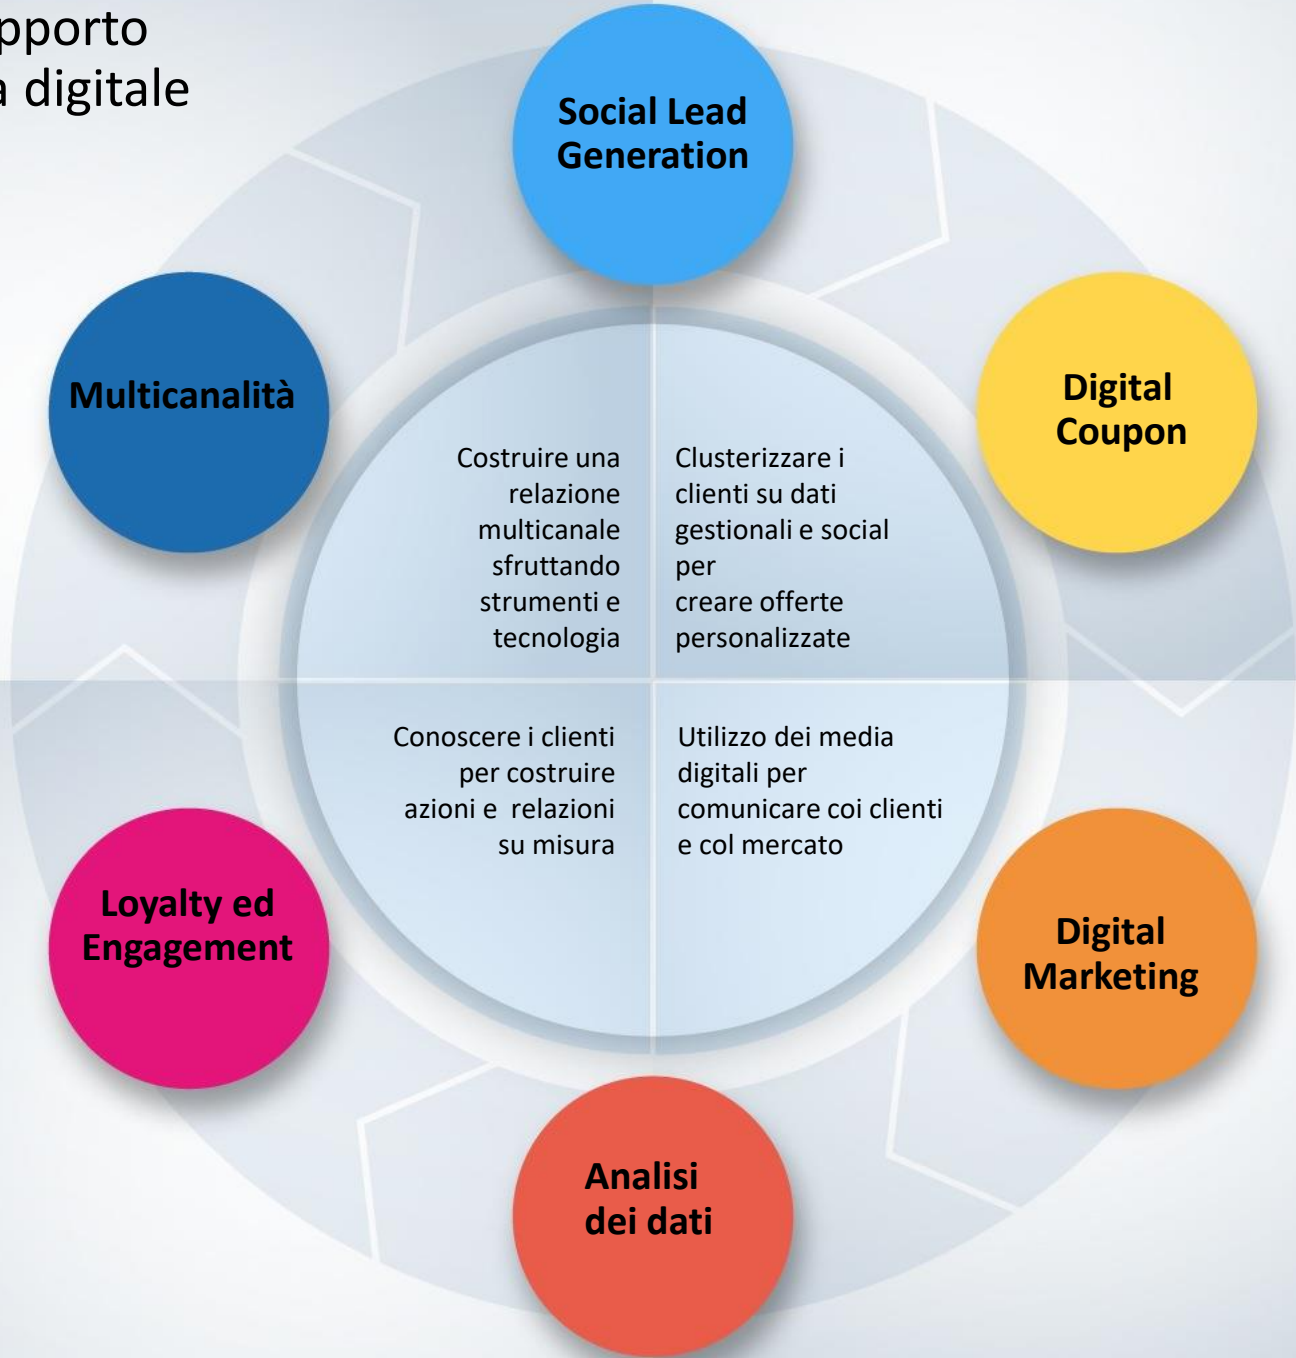 pporto
a digitale
Social Lead
Generation
Multicanalità
Digital
Coupon
Costruire una
relazione
multicanale
sfruttando
strumenti e
tecnologia
Clusterizzare i
clienti su dati
gestionali e social
per
creare offerte
personalizzate
Conoscere i clienti
per costruire
azioni e  relazioni
su misura
Utilizzo dei media
digitali per
comunicare coi clienti
e col mercato
Loyalty ed
Engagement
Digital
Marketing
Analisi
dei dati